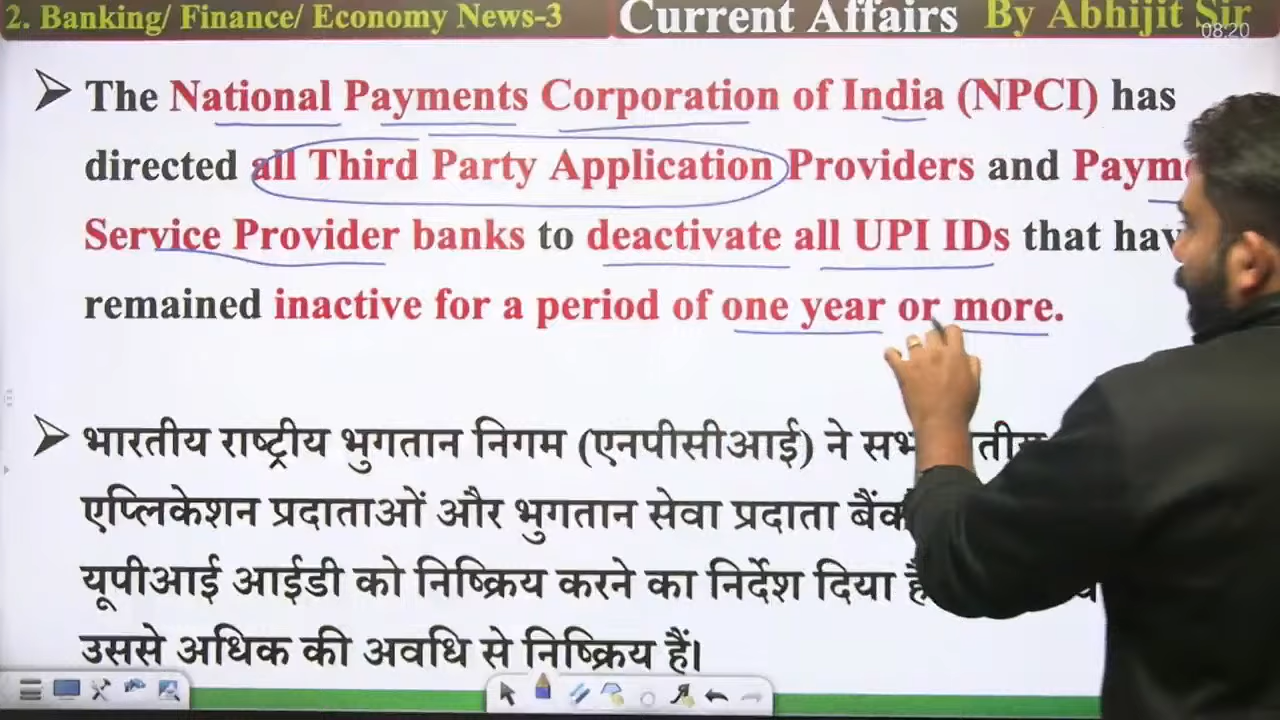 2. Banking/ Finance/ Economy News-3
Current Affairs By Abhijit Sir
08:20
The National Payments Corporation of India (NPCI) has
directed all Third Party Application Providers and
Service Provider banks to deactivate all UPI IDs that
remained inactive for a period of one year or more.
भारतीय राष्ट्रीय भुगतान निगम (एनपीसीआई) ने
एप्लिकेशन प्रदाताओं और भुगतान सेवा प्रदाता
यूपीआई आईडी को निष्क्रिय करने का निर्देश दिया
उससे अधिक की अवधि से निष्क्रिय हैं।